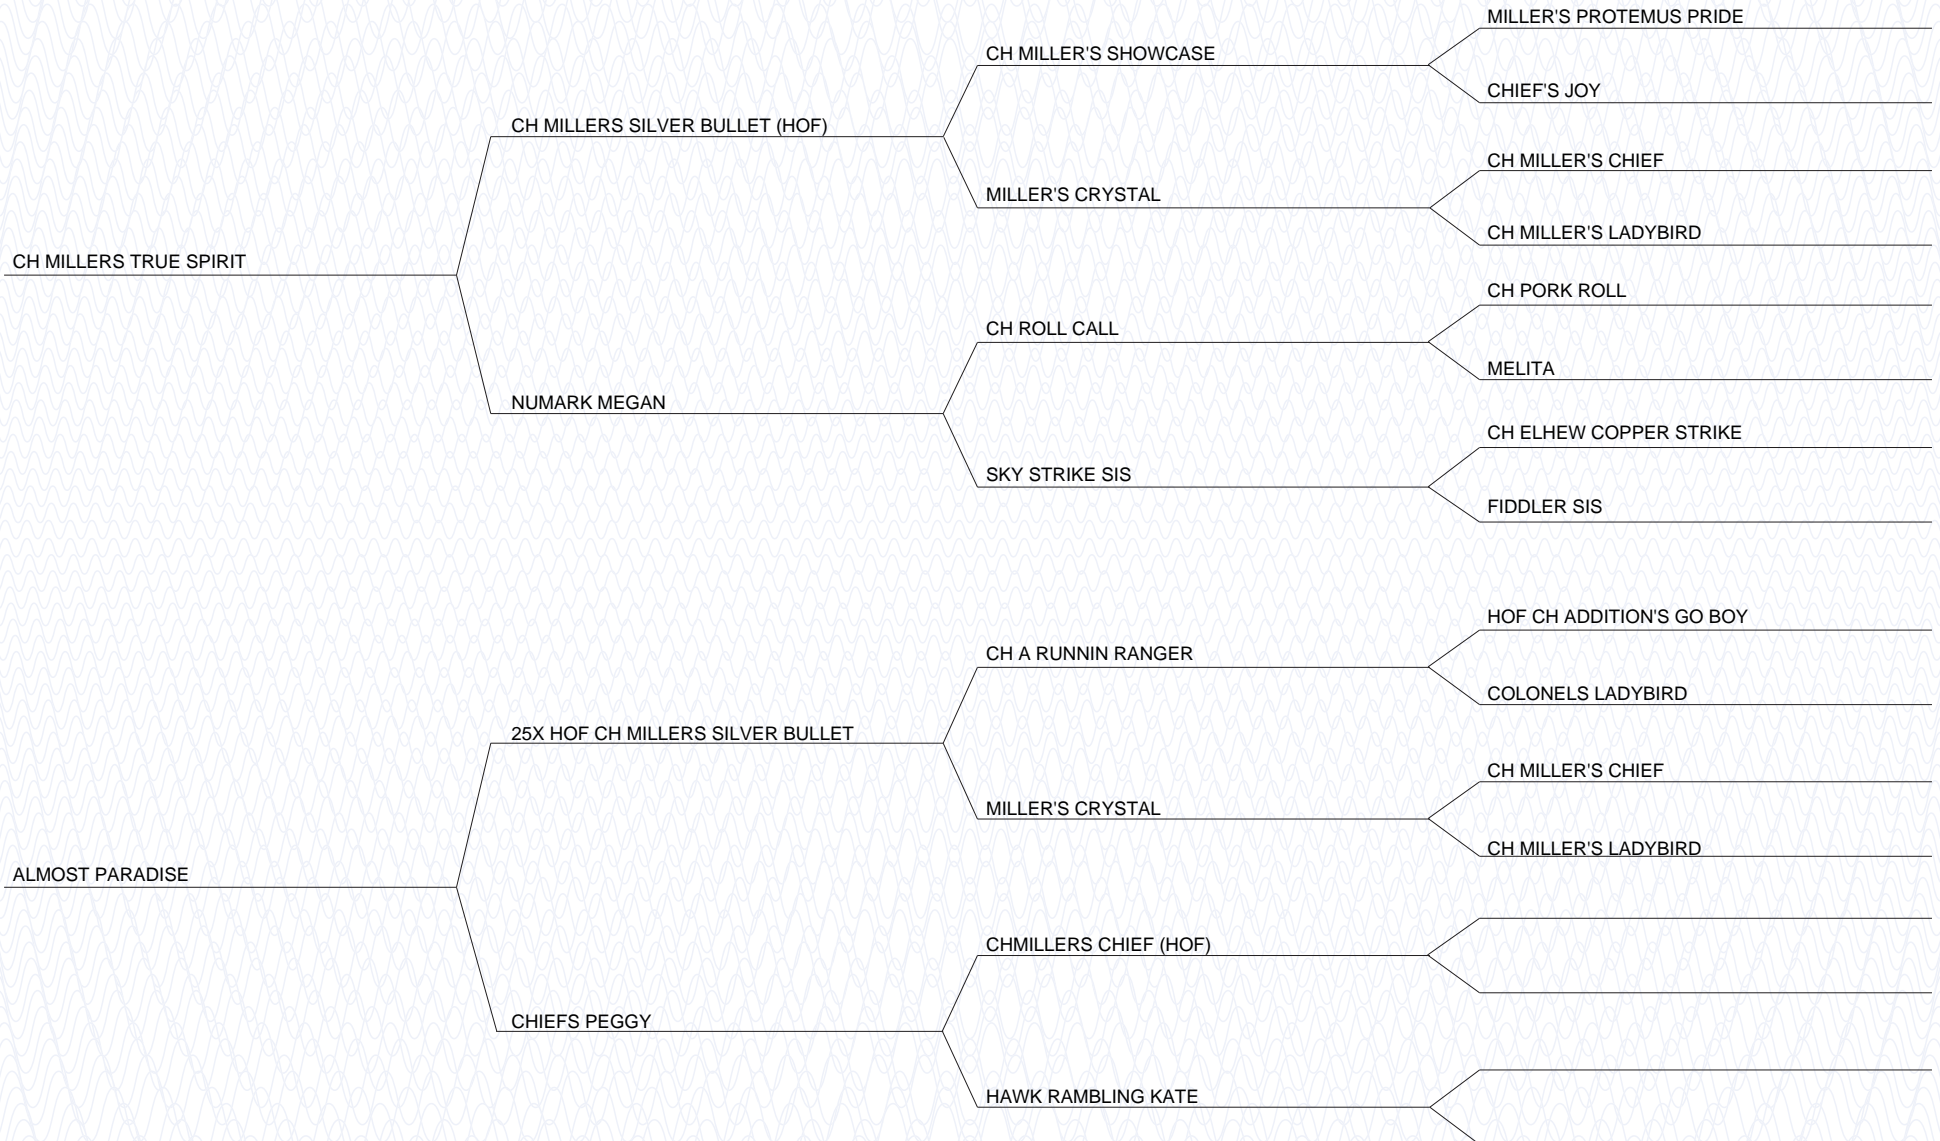 MILLER'S PROTEMUS PRIDE
CH MILLER'S SHOWCASE
CHIEF'S JOY
CH MILLERS SILVER BULLET (HOF)
CH MILLER'S CHIEF
MILLER'S CRYSTAL
CH MILLER'S LADYBIRD
CH MILLERS TRUE SPIRIT
CH PORK ROLL
CH ROLL CALL
MELITA
NUMARK MEGAN
CH ELHEW COPPER STRIKE
SKY STRIKE SIS
FIDDLER SIS
HOF CH ADDITION'S GO BOY
CH A RUNNIN RANGER
COLONELS LADYBIRD
25X HOF CH MILLERS SILVER BULLET
CH MILLER'S CHIEF
MILLER'S CRYSTAL
CH MILLER'S LADYBIRD
ALMOST PARADISE
CHMILLERS CHIEF (HOF)
CHIEFS PEGGY
HAWK RAMBLING KATE